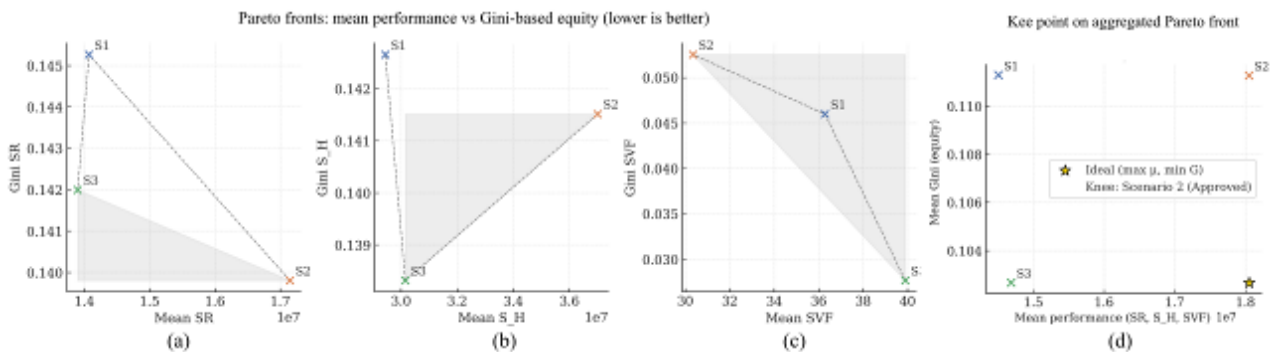 Pareto fronts: mean performance vs Gini-based equity (lower is better)
Kee point on aggregated Pareto front
S1
0.145
0.144
0.143
0.142
0.140
Gini SR
S3
S2
1.4
1.5
1.6
1.7
1e7
Mean SR
(a)
S1
0.142
0.141
0.140
0.139
Gini S_H
S2
S3
3.0
3.2
3.4
3.6
1e7
Mean S_H
(b)
S2
0.050
0.045
0.040
0.035
0.030
Gini SVF
S1
S.
30
32
34
36
38
40
Mean SVF
(c)
S1
S2
0.110
0.108
0.106
0.104
Mean Gini (equity)
Ideal (max μ, min G)
Knee: Scenario 2 (Approved)
S3
1.5
1.6
1.7
1.8
Mean performance (SR, S_H, SVF) 1e7
(d)